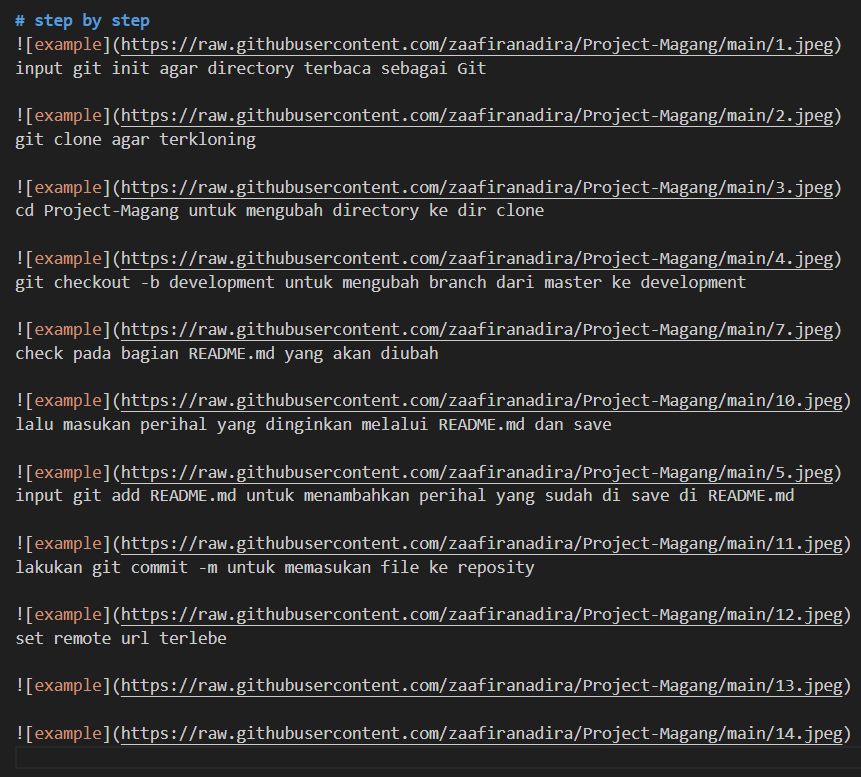 # step by step
![example](https://raw.githubusercontent.com/zaafiranadira/Project-Magang/main/1.jpeg)
input git init agar directory terbaca sebagai Git
![example](https://raw.githubusercontent.com/zaafiranadira/Project-Magang/main/2.jpeg)
git clone agar terkloning
![example](https://raw.githubusercontent.com/zaafiranadira/Project-Magang/main/3.jpeg)
cd Project-Magang untuk mengubah directory ke dir clone
![example](https://raw.githubusercontent.com/zaafiranadira/Project-Magang/main/4.jpeg)
git checkout -b development untuk mengubah branch dari master ke development
![example](https://raw.githubusercontent.com/zaafiranadira/Project-Magang/main/7.jpeg)
check pada bagian README.md yang akan diubah
![example](https://raw.githubusercontent.com/zaafiranadira/Project-Magang/main/10.jpeg)
lalu masukan perihal yang dinginkan melalui README.md dan save
![example](https://raw.githubusercontent.com/zaafiranadira/Project-Magang/main/5.jpeg)
input git add README.md untuk menambahkan perihal yang sudah di save di README.md
![example](https://raw.githubusercontent.com/zaafiranadira/Project-Magang/main/11.jpeg)
lakukan git commit -m untuk memasukan file ke reposity
![example](https://raw.githubusercontent.com/zaafiranadira/Project-Magang/main/12.jpeg)
set remote url terlebe
![example](https://raw.githubusercontent.com/zaafiranadira/Project-Magang/main/13.jpeg)
![example](https://raw.githubusercontent.com/zaafiranadira/Project-Magang/main/14.jpeg)